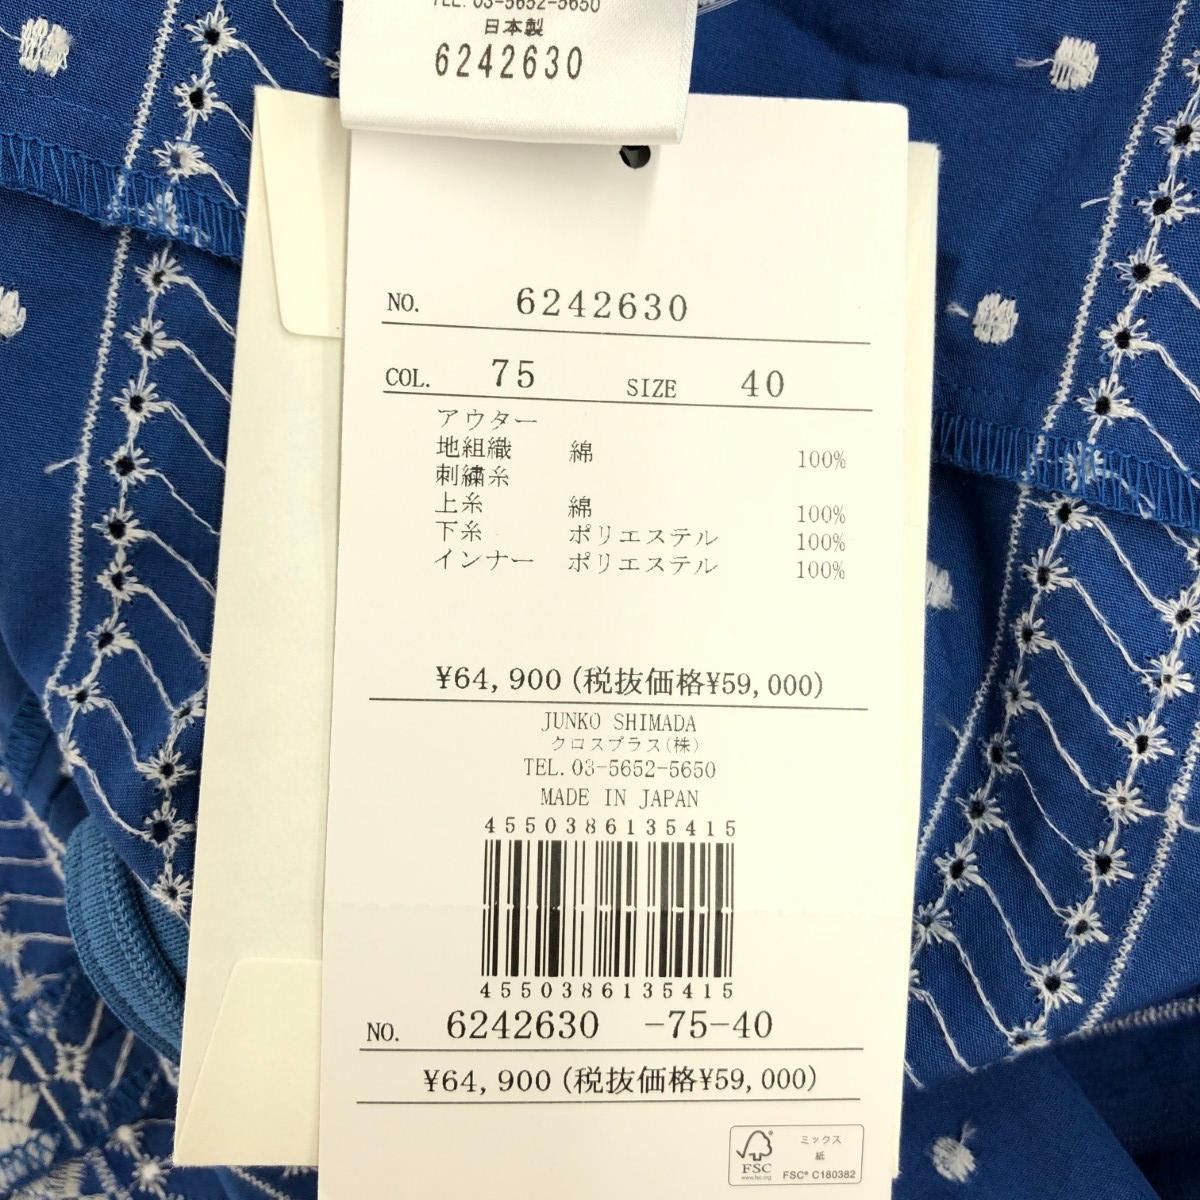 TEL. 03-5652-5650
日本製
6242630
NO. 6242630
COL. 75 SIZE 40
アウター
地組織 綿 100%
刺繍糸
上糸 綿 100%
下糸 ポリエステル 100%
インナー ポリエステル 100%
¥64,900(税抜価格¥59,000)
JUNKO SHIMADA
クロスプラス(株)
TEL.03-5652-5650
MADE IN JAPAN
4550386135415
4550386135415
NO. 6242630 -75-40
¥64,900(税抜価格¥59,000)
FSC
www.fsc.org
ミックス
紙
FSC® C180382